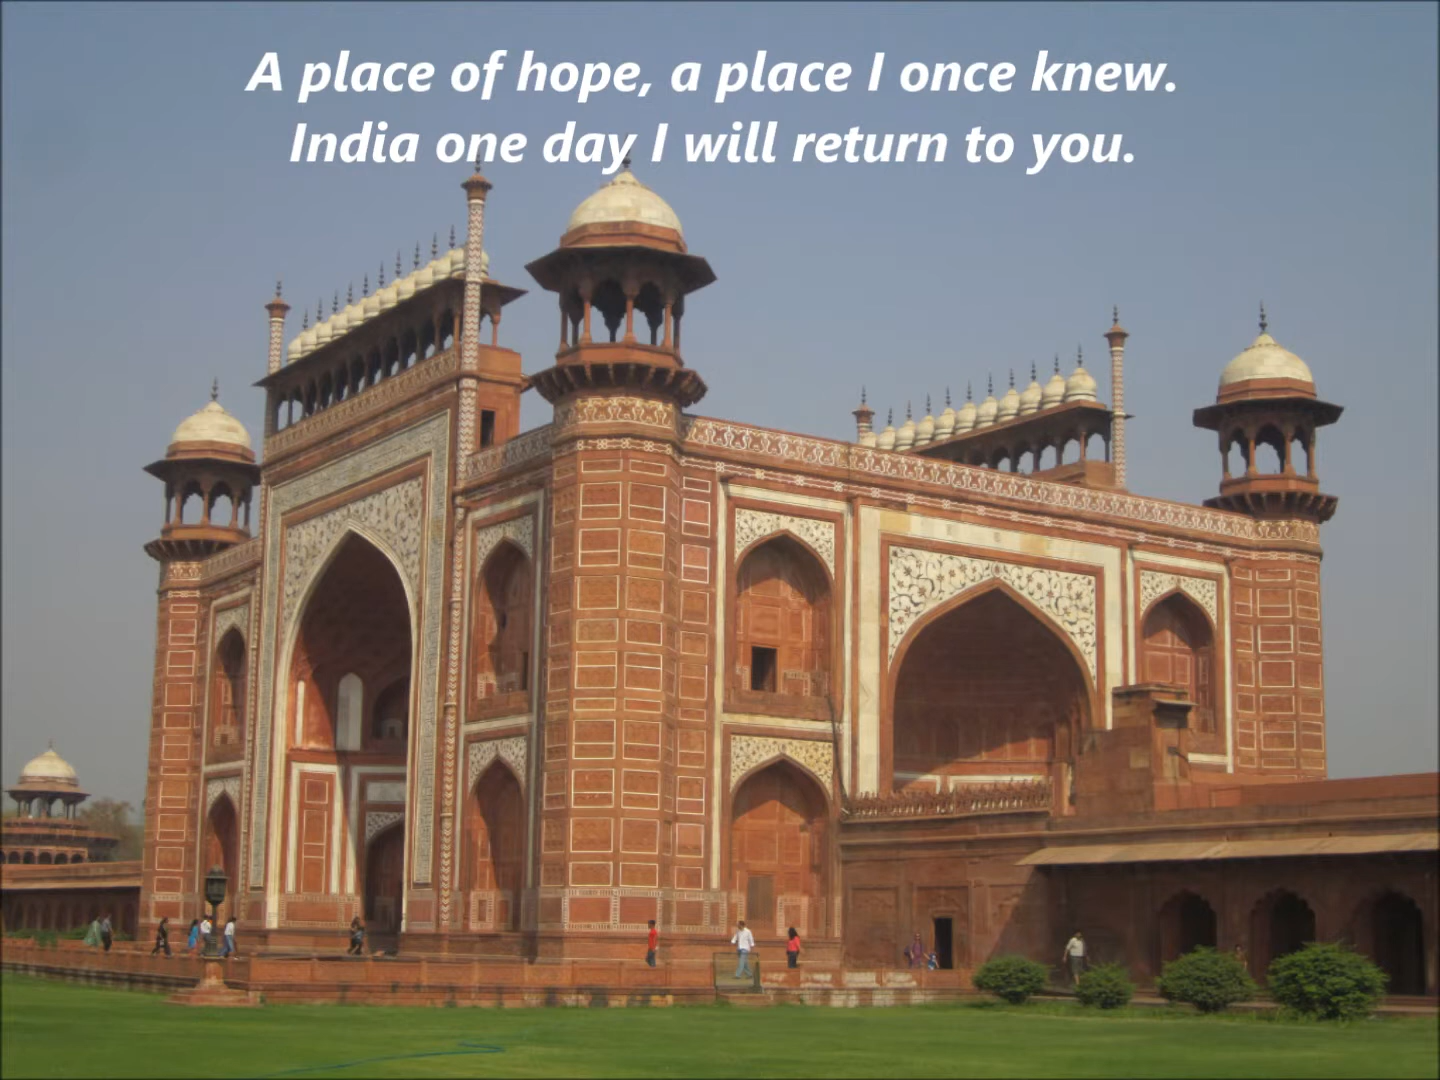 A place of hope, a place I once knew.
India one day I will return to you.